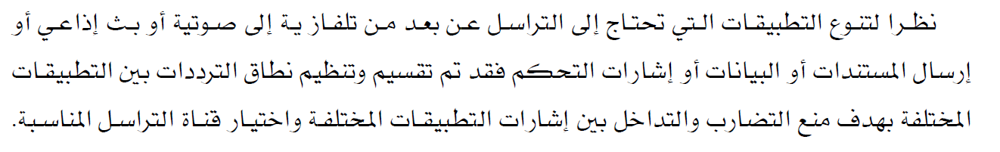 نظرا لتنوع التطبيقات التي تحتاج إلى التراسل عن بعد من تلفاز ية إلى صوتية أو بث إذاعي أو
إرسال المستندات أو البيانات أو إشارات التحكم فقد تم تقسيم وتنظيم نطاق الترددات بين التطبيقات
المختلفة بهدف منع التضارب والتداخل بين إشارات التطبيقات المختلفة واختيار قناة التراسل المناسبة.